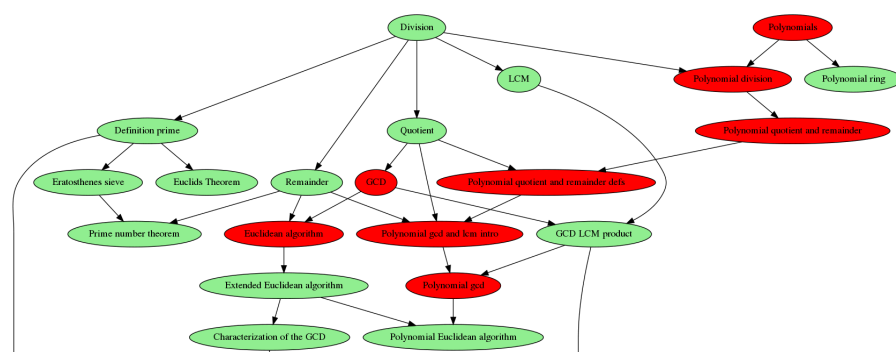 Division
Polynomials
LCM
Polynomial division
Polynomial ring
Definition prime
Quotient
Polynomial quotient and remainder
Eratosthenes sieve
Euclids Theorem
Remainder
GCD
Polynomial quotient and remainder defs
Prime number theorem
Euclidean algorithm
Polynomial gcd and lcm intro
GCD LCM product
Extended Euclidean algorithm
Polynomial gcd
Characterization of the GCD
Polynomial Euclidean algorithm